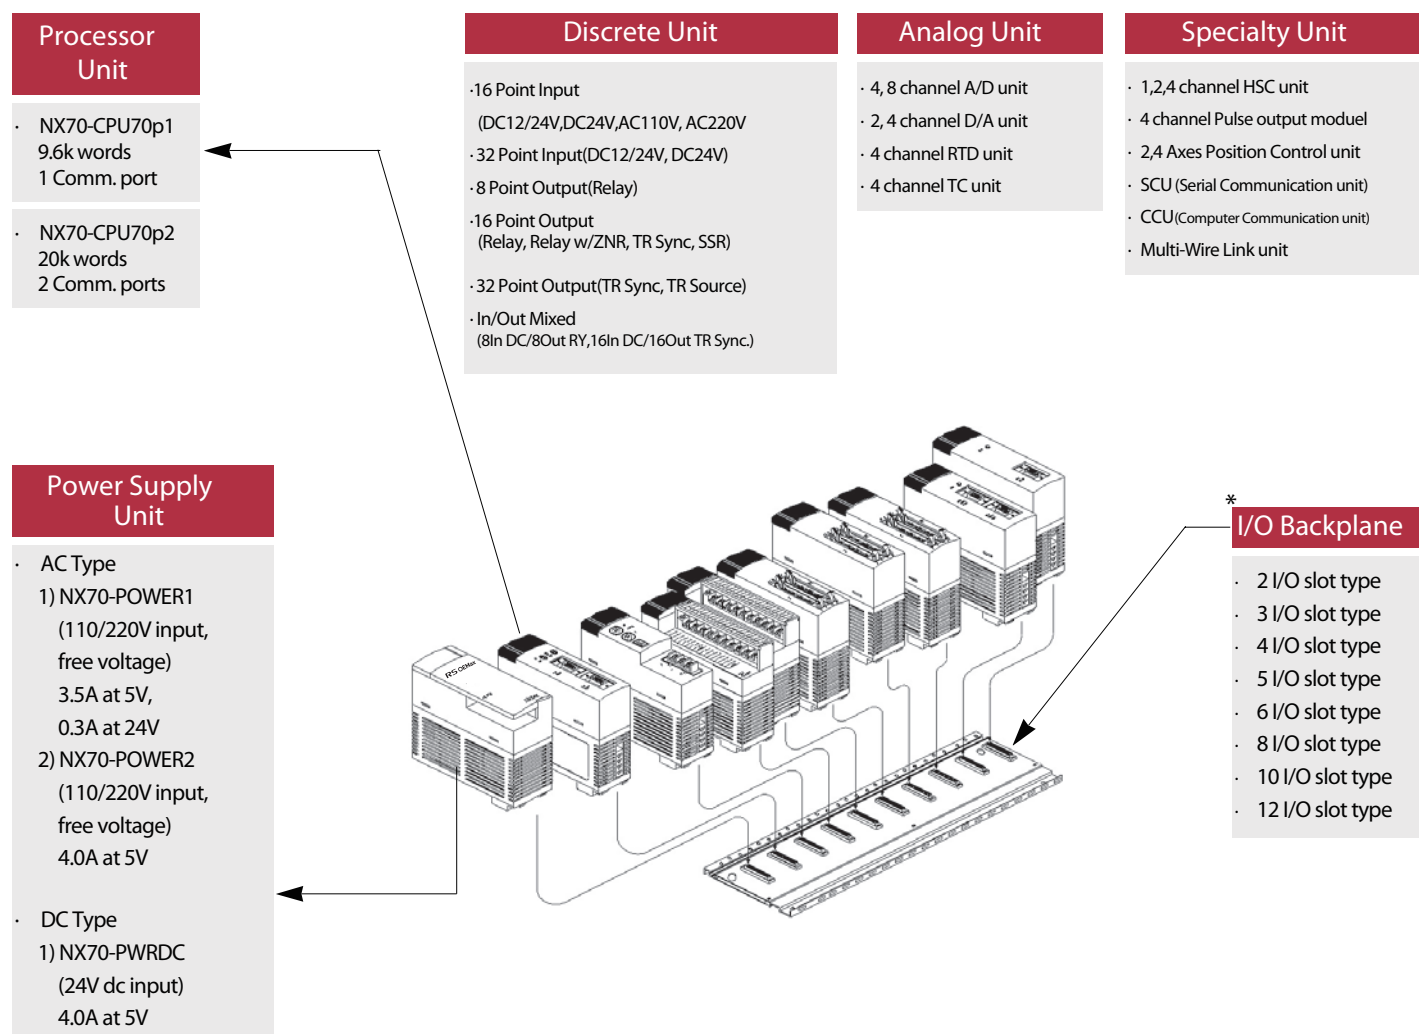 Processor
Unit
· NX70-CPU70p1
9.6k words
1 Comm. port
· NX70-CPU70p2
20k words
2 Comm. ports
Discrete Unit
·16 Point Input
(DC12/24V,DC24V,AC110V, AC220V
·32 Point Input(DC12/24V, DC24V)
·8 Point Output(Relay)
·16 Point Output
(Relay, Relay w/ZNR, TR Sync, SSR)
·32 Point Output(TR Sync, TR Source)
·In/Out Mixed
(8In DC/8Out RY,16In DC/16Out TR Sync.)
Analog Unit
· 4, 8 channel A/D unit
· 2, 4 channel D/A unit
· 4 channel RTD unit
· 4 channel TC unit
Specialty Unit
· 1,2,4 channel HSC unit
· 4 channel Pulse output moduel
· 2,4 Axes Position Control unit
· SCU (Serial Communication unit)
· CCU(Computer Communication unit)
· Multi-Wire Link unit
Power Supply
Unit
· AC Type
1) NX70-POWER1
(110/220V input,
free voltage)
3.5A at 5V,
0.3A at 24V
2) NX70-POWER2
(110/220V input,
free voltage)
4.0A at 5V
· DC Type
1) NX70-PWRDC
(24V dc input)
4.0A at 5V
RS OEMax
*
I/O Backplane
· 2 I/O slot type
· 3 I/O slot type
· 4 I/O slot type
· 5 I/O slot type
· 6 I/O slot type
· 8 I/O slot type
· 10 I/O slot type
· 12 I/O slot type